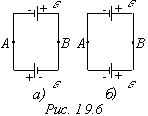 ℰ ℰ
- + - +
A B A B
+ - - +
ℰ ℰ
а) б)
Рис. 19.6